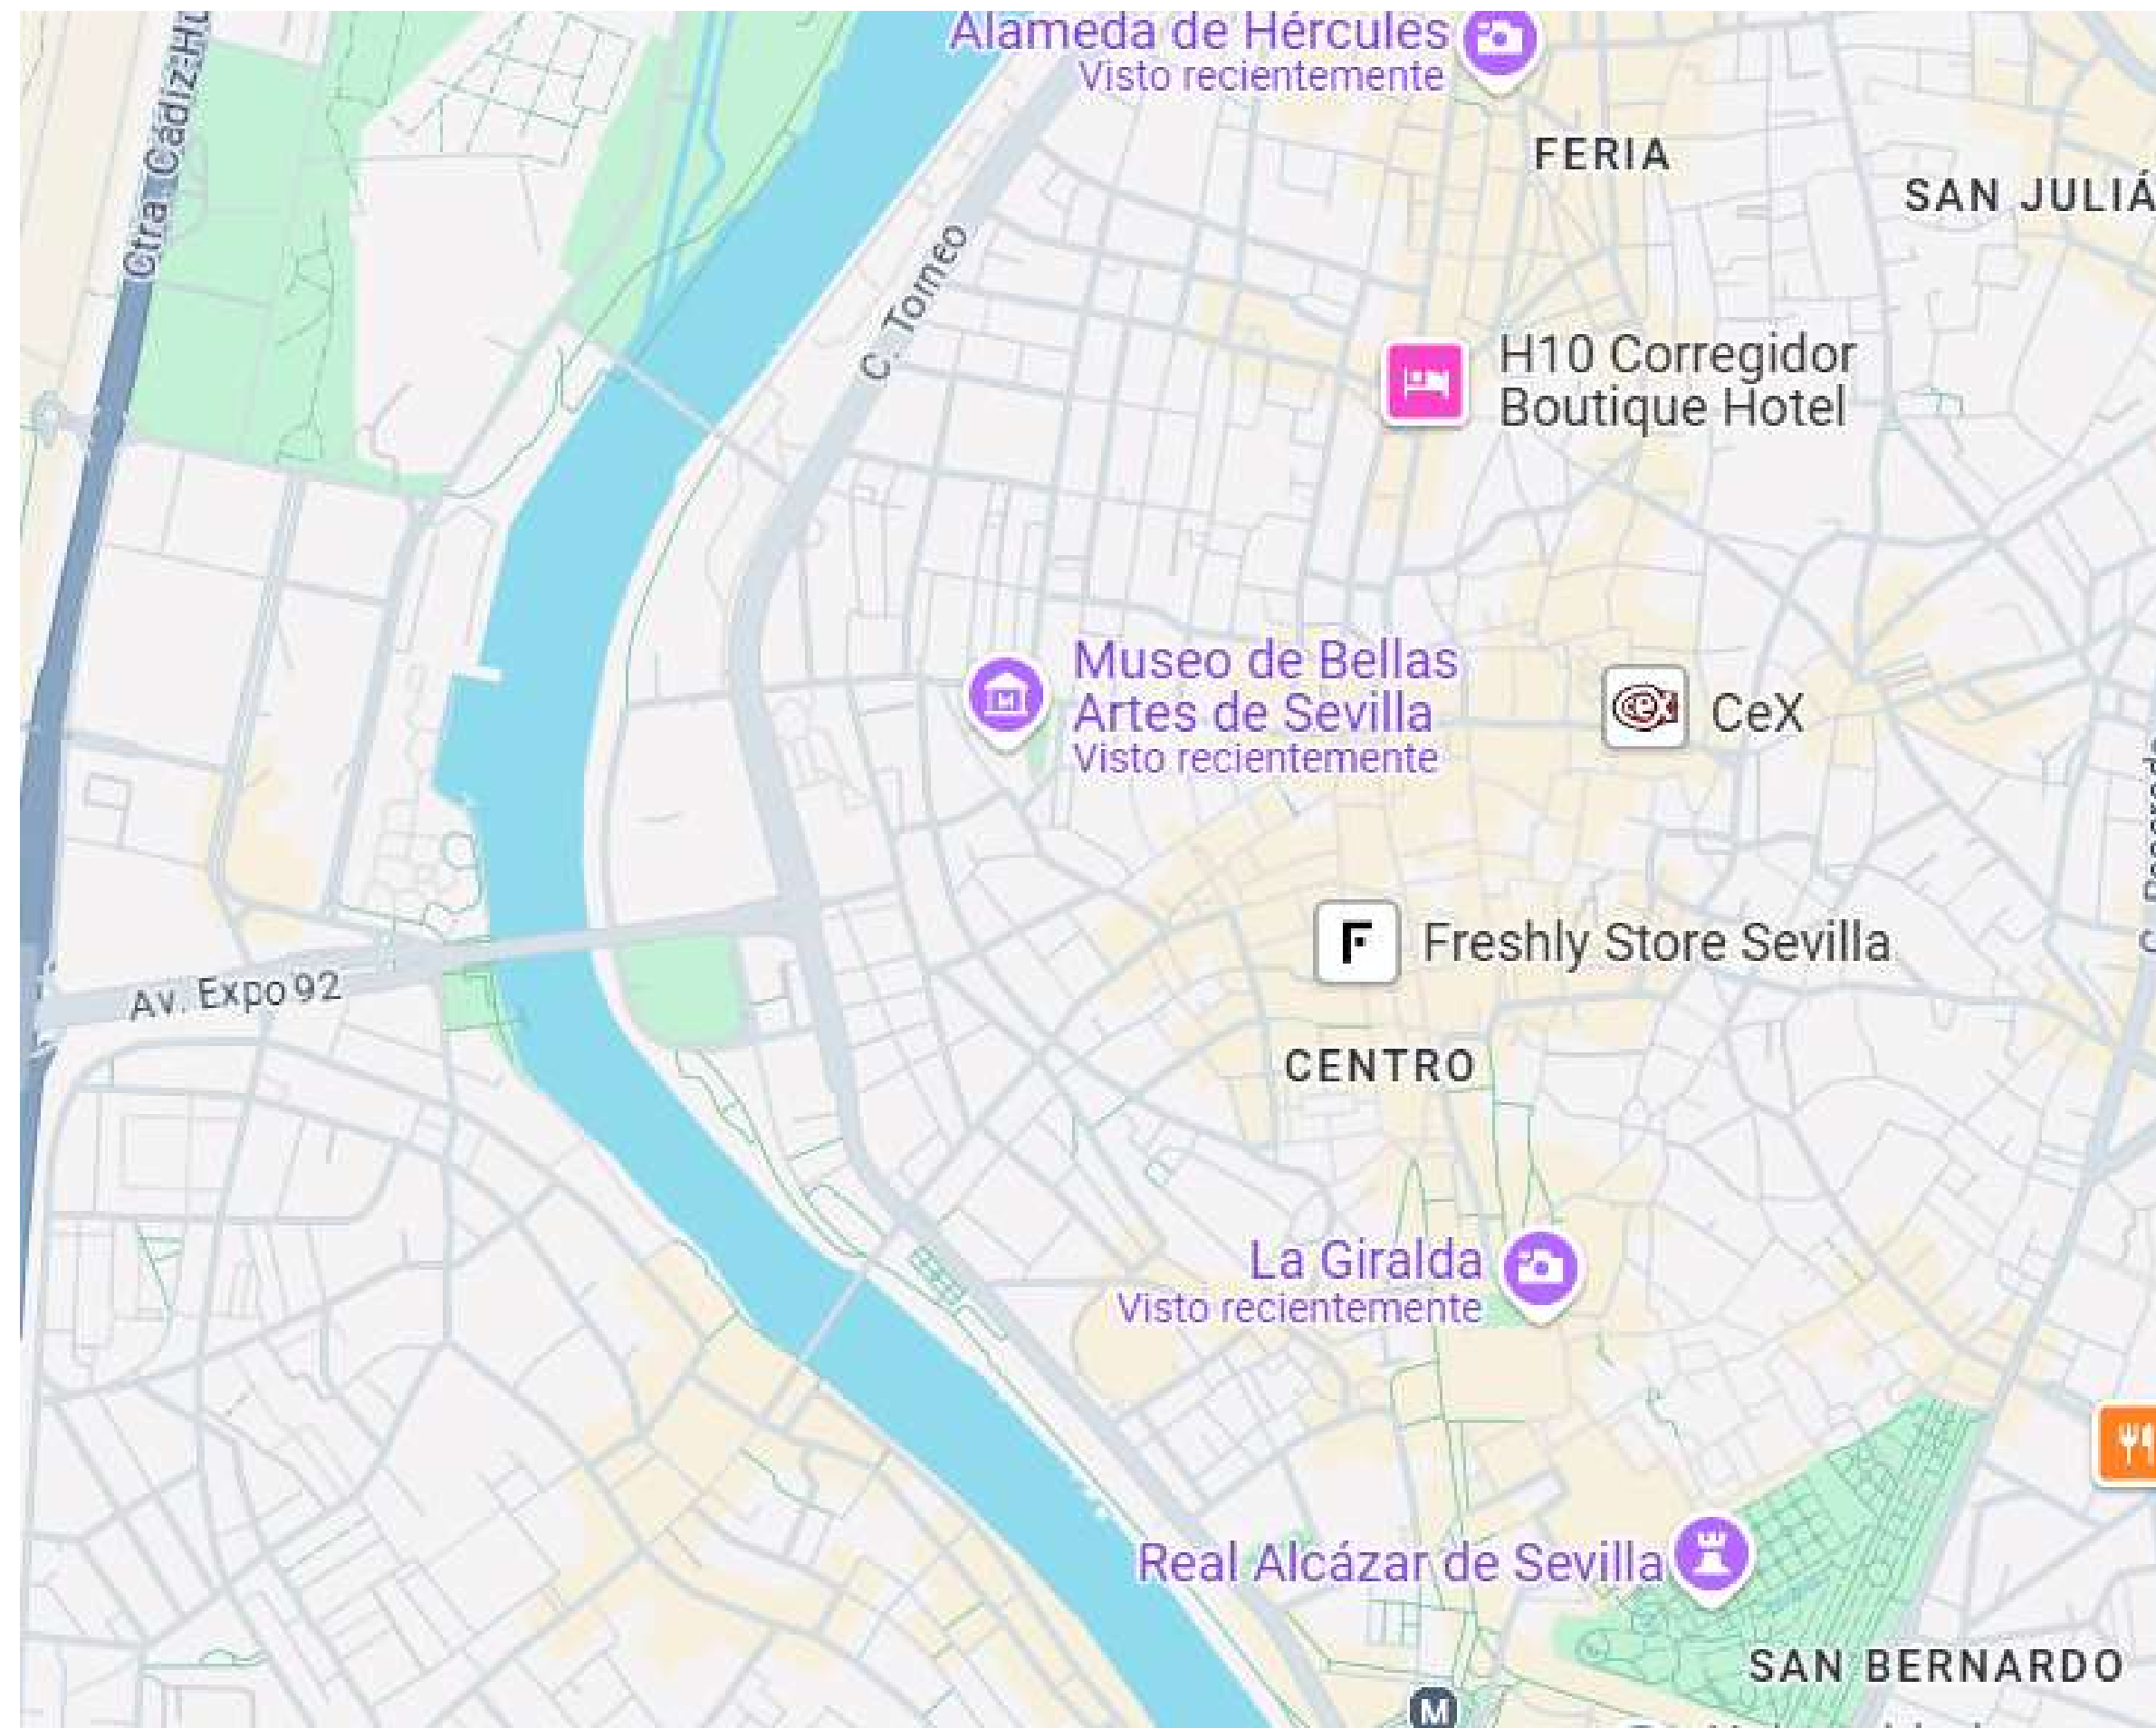 Alameda de Hércules
Visto recientemente
Ctra. Cádiz-Hu
FERIA
SAN JULIÁ
C. Torneo
H10 Corregidor
Boutique Hotel
Museo de Bellas
Artes de Sevilla
Visto recientemente
M
CeX
F
Freshly Store Sevilla
Av. Expo 92
CENTRO
La Giralda
Visto recientemente
Real Alcázar de Sevilla
SAN BERNARDO
M